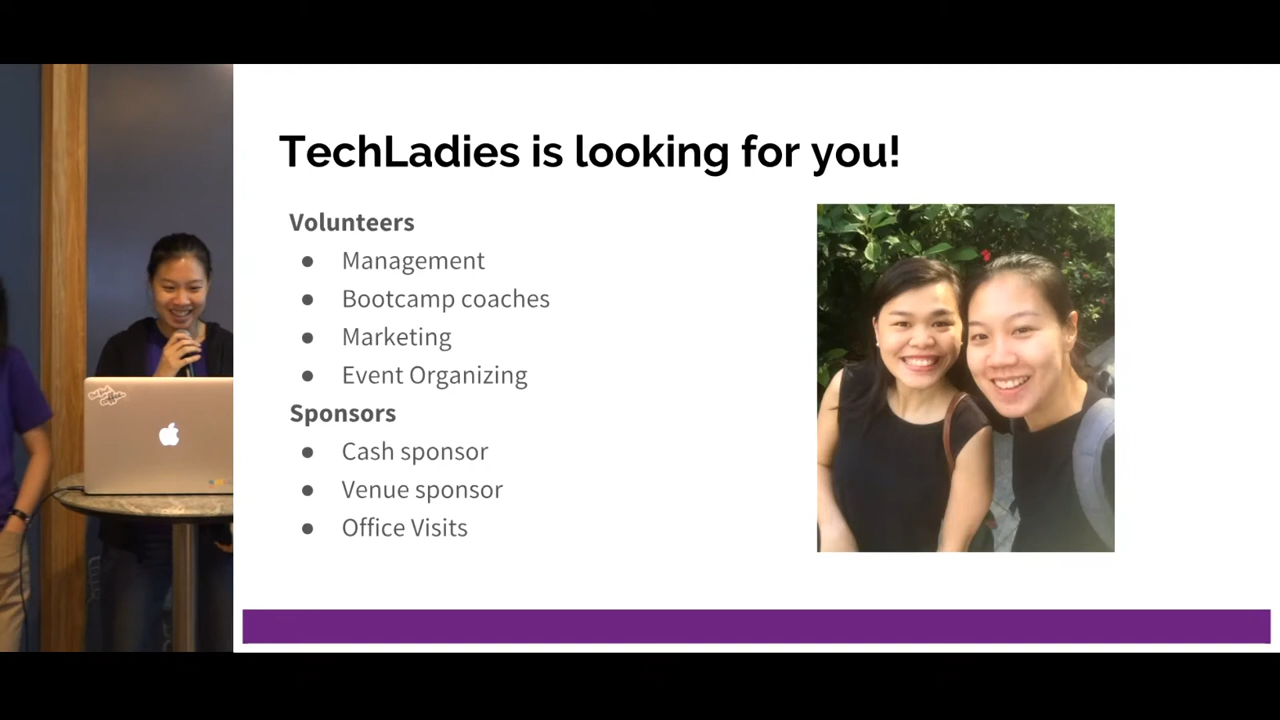 TechLadies is looking for you!
Volunteers
● Management
● Bootcamp coaches
● Marketing
● Event Organizing
Sponsors
● Cash sponsor
● Venue sponsor
● Office Visits